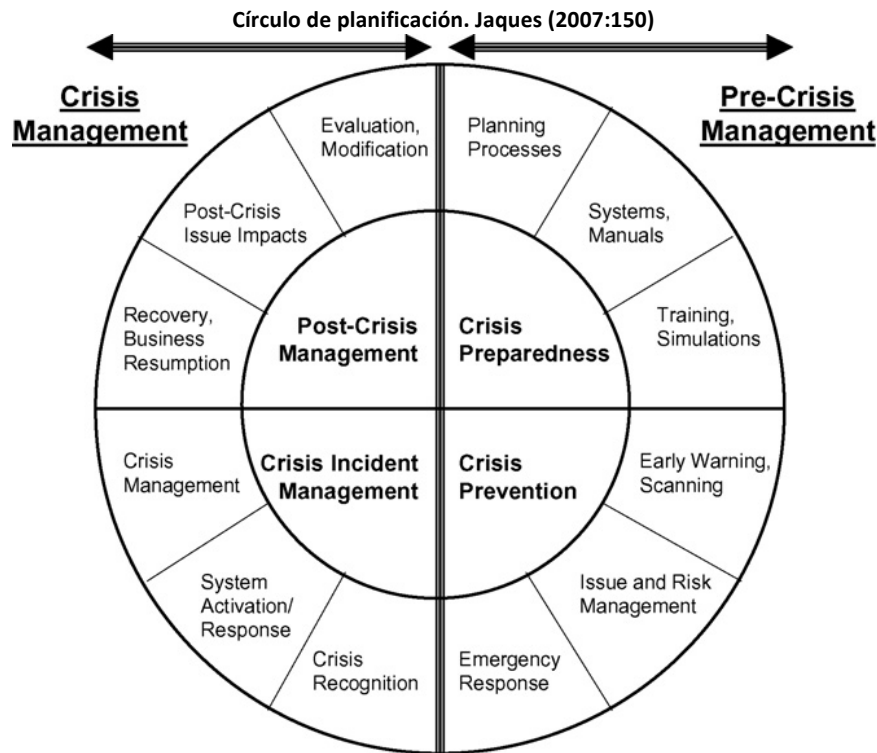 Círculo de planificación. Jaques (2007:150)
Crisis
Management
Pre-Crisis
Management
Evaluation,
Modification
Planning
Processes
Post-Crisis
Issue Impacts
Systems,
Manuals
Recovery,
Business
Resumption
Training,
Simulations
Post-Crisis
Management
Crisis
Preparedness
Crisis Incident
Management
Crisis
Prevention
Crisis
Management
Early Warning,
Scanning
System
Activation/
Response
Issue and Risk
Management
Crisis
Recognition
Emergency
Response